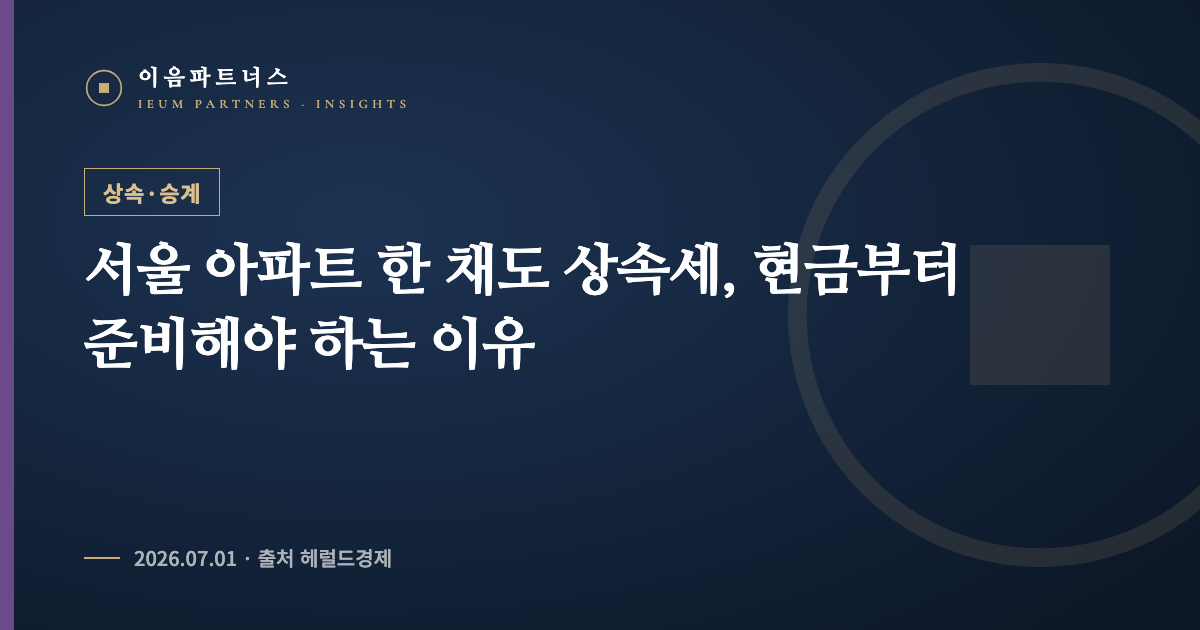 이음파트너스
IEUM PARTNERS · INSIGHTS
상속·승계
서울 아파트 한 채도 상속세, 현금부터
준비해야 하는 이유
2026.07.01 · 출처 헤럴드경제